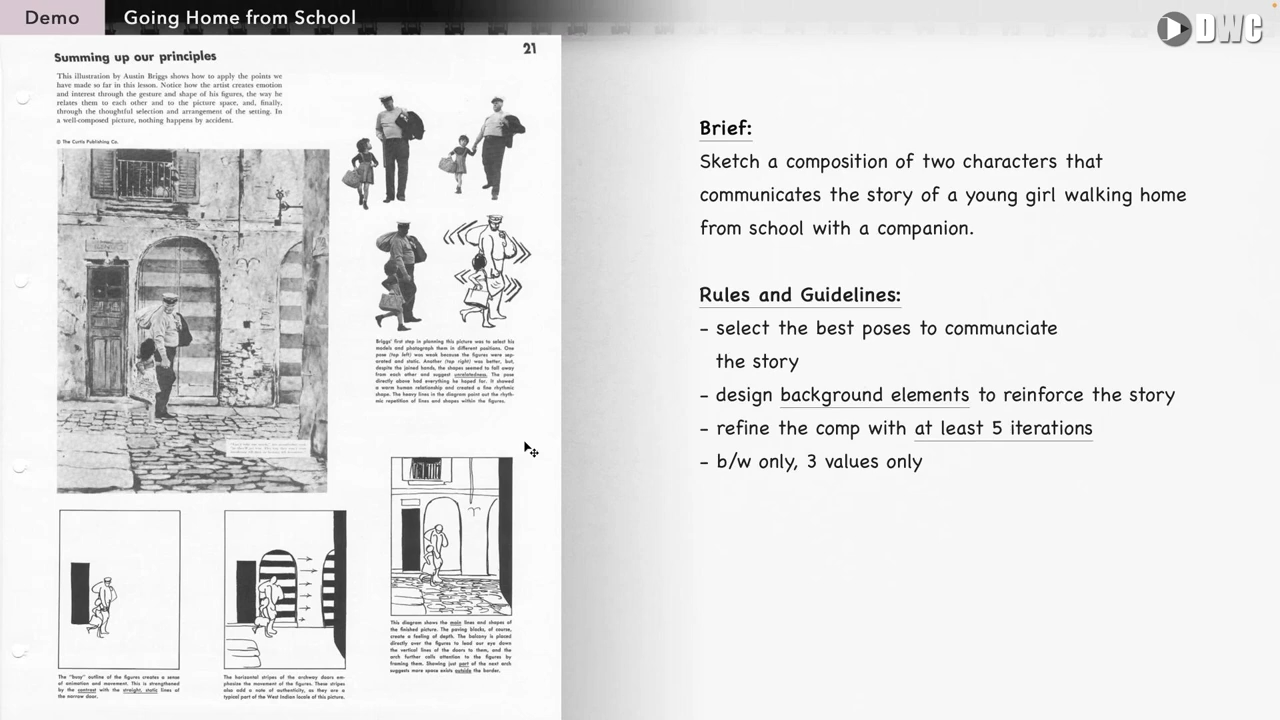 Demo
Going Home from School
DWC
Summing up our principles
21
This illustration by Austin Briggs shows how to apply the points we
have made so far in this lesson. Notice how the artist creates emotion
and interest through the gesture and shape of his figures, the way he
relates them to each other and to the picture space, and, finally,
through the thoughtful selection and arrangement of the setting. In
a well-composed picture, nothing happens by accident.
© The Curtis Publishing Co.
Briggs' first step in planning this picture was to select his
models and photograph them in different positions. One
pose (top left) was weak because the figures were sep-
arated and static. Another (top right) was better, but,
despite the joined hands, the shapes seemed to fall away
from each other and suggest unrelatedness. The pose
directly above had everything he hoped for. It showed
a warm human relationship and created a fine rhythmic
shape. The heavy lines in the diagram point out the rhyth-
mic repetition of lines and shapes within the figures.
The "busy" outline of the figures creates a sense
of animation and movement. This is strengthened
by the contrast with the straight, static lines of
the narrow door.
The horizontal stripes of the archway doors em-
phasize the movement of the figures. These stripes
also add a note of authenticity, as they are a
typical part of the West Indian locale of this picture.
This diagram shows the main lines and shapes of
the finished picture. The paving blocks, of course,
create a feeling of depth. The balcony is placed
directly over the figures to lead our eye down
the vertical lines of the doors to them, and the
arch further calls attention to the figures by
framing them. Showing just part of the next arch
suggests more space exists outside the border.
Brief:
Sketch a composition of two characters that
communicates the story of a young girl walking home
from school with a companion.
Rules and Guidelines:
- select the best poses to communciate
the story
- design background elements to reinforce the story
- refine the comp with at least 5 iterations
- b/w only, 3 values only